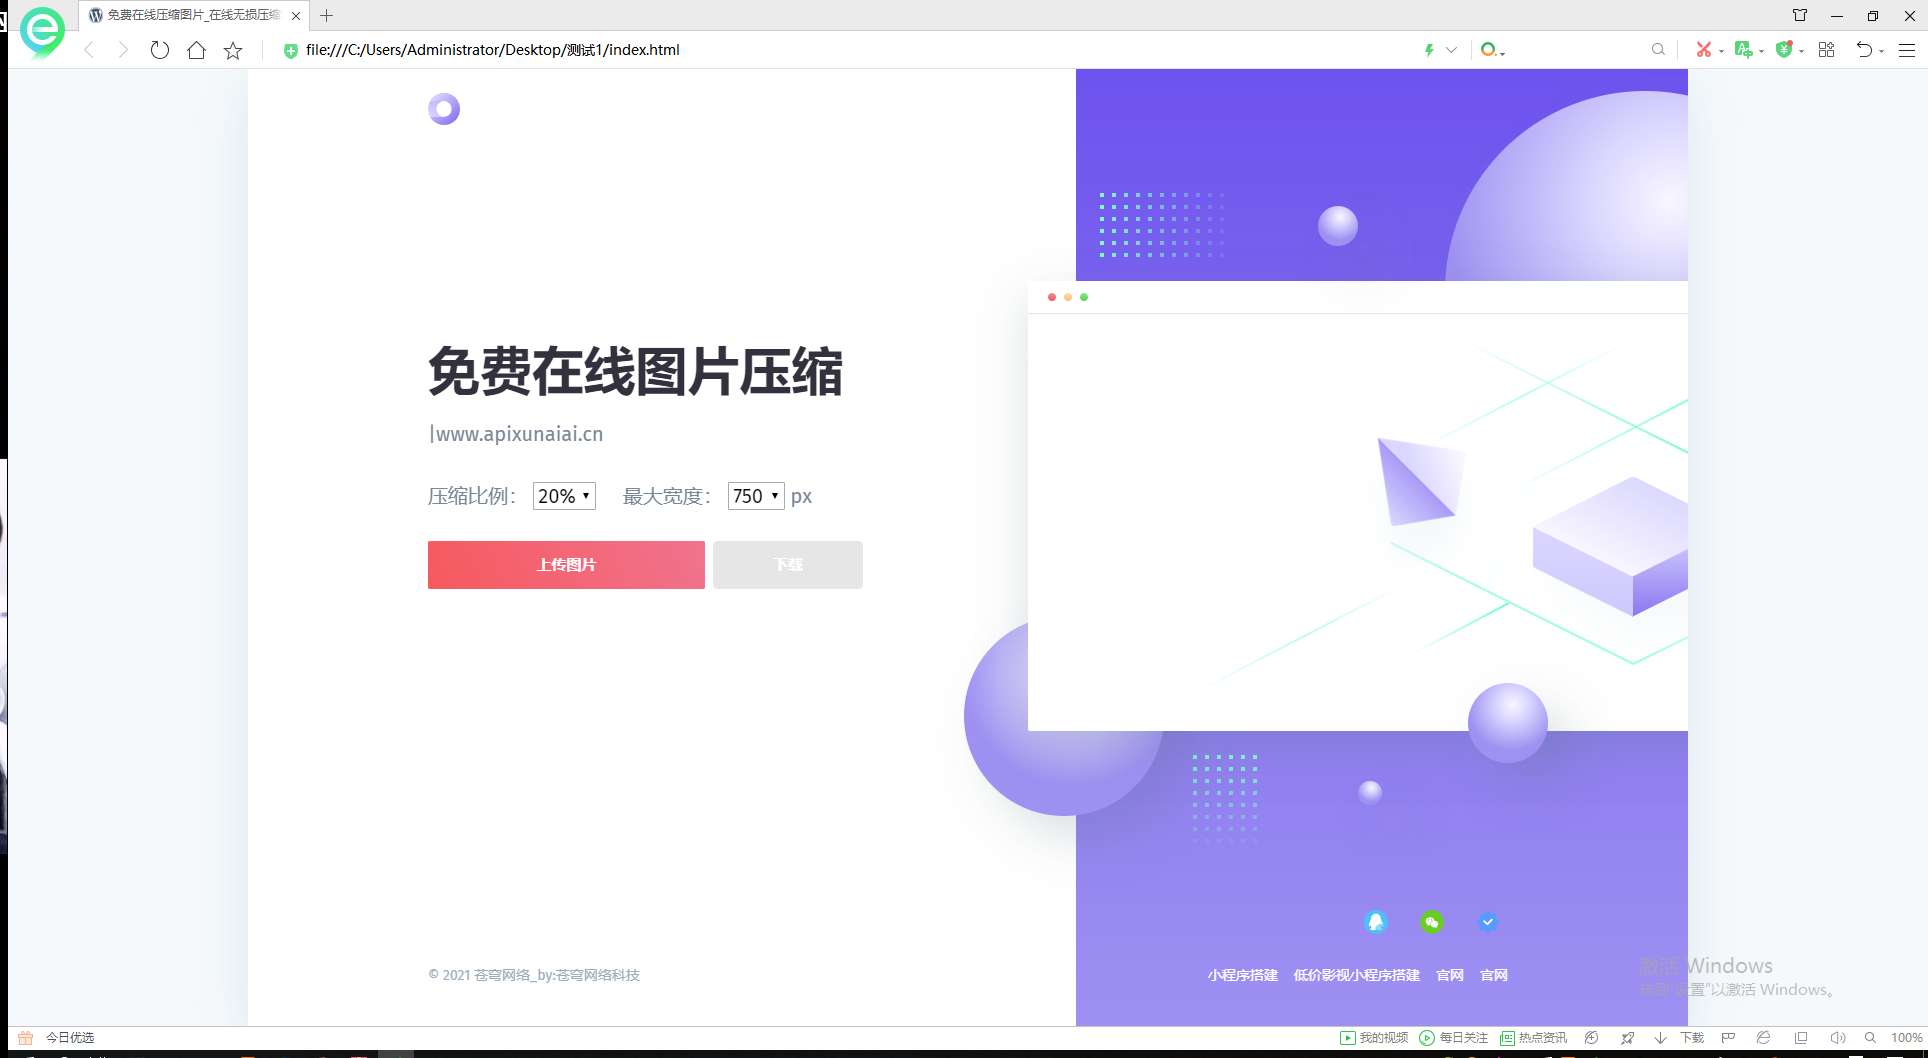 免费在线压缩图片_在线无损压缩
file:///C:/Users/Administrator/Desktop/测试1/index.html
免费在线图片压缩
|www.apixunaiai.cn
压缩比例： 20% 最大宽度： 750 px
上传图片 下载
© 2021 苍穹网络_by:苍穹网络科技
小程序搭建 低价影视小程序搭建 官网 官网
激活 Windows
转到"设置"以激活 Windows。
今日优选 我的视频 每日关注 热点资讯 下载 100%